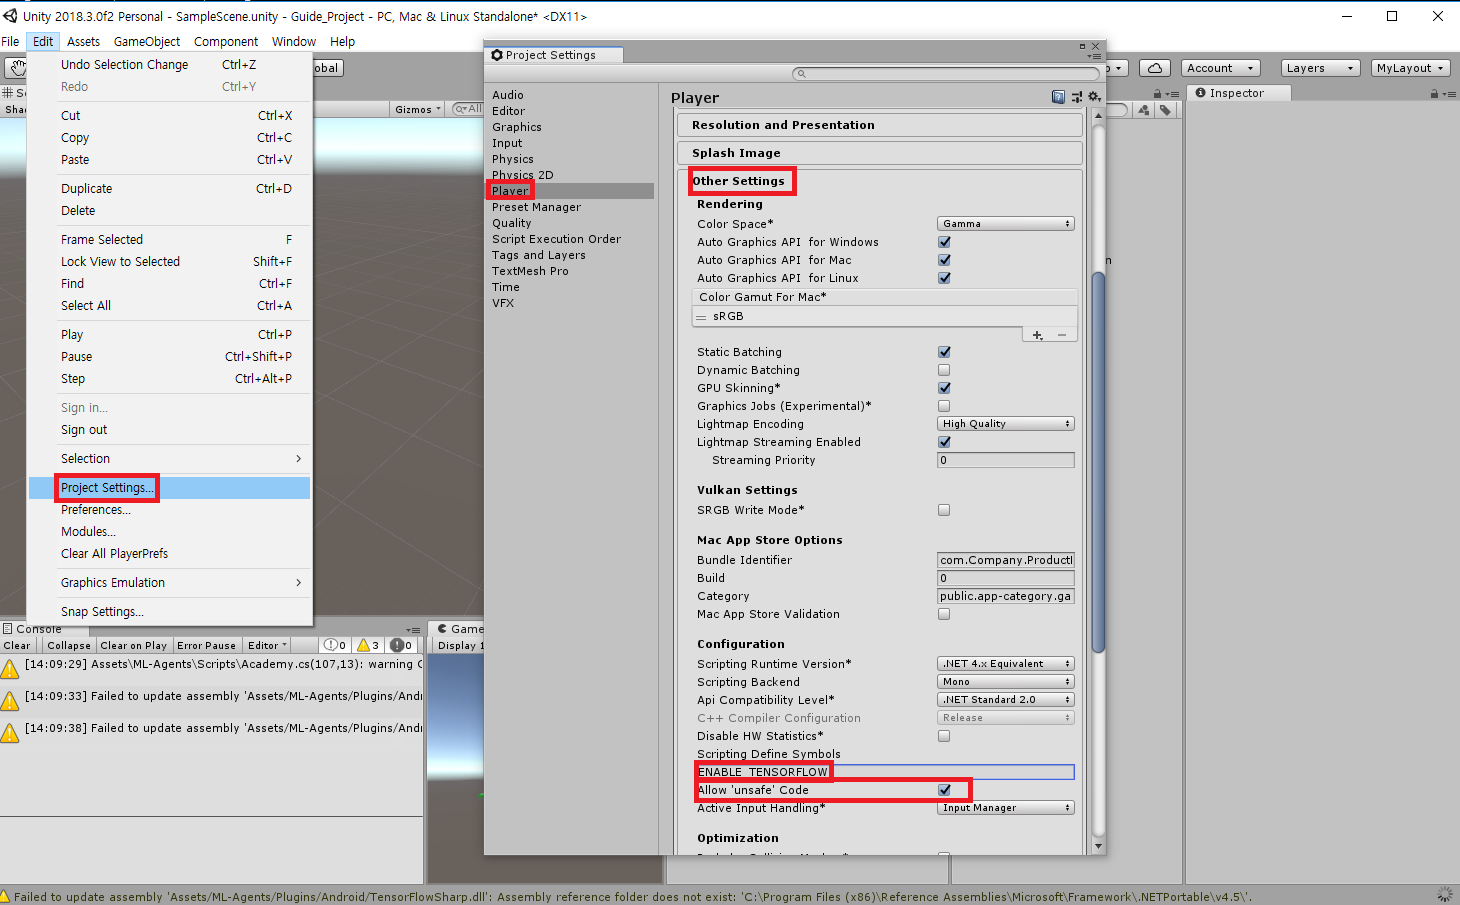 Unity 2018.3.0f2 Personal - SampleScene.unity - Guide_Project - PC, Mac & Linux Standalone* <DX11>
File Edit Assets GameObject Component Window Help
Undo Selection Change Ctrl+Z
Redo Ctrl+Y
Cut Ctrl+X
Copy Ctrl+C
Paste Ctrl+V
Duplicate Ctrl+D
Delete
Frame Selected F
Lock View to Selected Shift+F
Find Ctrl+F
Select All Ctrl+A
Play Ctrl+P
Pause Ctrl+Shift+P
Step Ctrl+Alt+P
Sign in...
Sign out
Selection
Project Settings...
Preferences...
Modules...
Clear All PlayerPrefs
Graphics Emulation
Snap Settings...
obal
Gizmos
All
Account
Layers
MyLayout
Inspector
Project Settings
Audio
Editor
Graphics
Input
Physics
Physics 2D
Player
Preset Manager
Quality
Script Execution Order
Tags and Layers
TextMesh Pro
Time
VFX
Player
Resolution and Presentation
Splash Image
Other Settings
Rendering
Color Space* Gamma
Auto Graphics API for Windows
Auto Graphics API for Mac
Auto Graphics API for Linux
Color Gamut For Mac*
sRGB
Static Batching
Dynamic Batching
GPU Skinning*
Graphics Jobs (Experimental)*
Lightmap Encoding High Quality
Lightmap Streaming Enabled
Streaming Priority 0
Vulkan Settings
SRGB Write Mode*
Mac App Store Options
Bundle Identifier com.Company.Product
Build 0
Category public.app-category.ga
Mac App Store Validation
Configuration
Scripting Runtime Version* .NET 4.x Equivalent
Scripting Backend Mono
Api Compatibility Level* .NET Standard 2.0
C++ Compiler Configuration Release
Disable HW Statistics*
Scripting Define Symbols
ENABLE_TENSORFLOW
Allow 'unsafe' Code
Active Input Handling* Input Manager
Optimization
Console
Clear Collapse Clear on Play Error Pause Editor 0 3 0
[14:09:29] Assets\ML-Agents\Scripts\Academy.cs(107,13): warning C
[14:09:33] Failed to update assembly 'Assets/ML-Agents/Plugins/Andr
[14:09:38] Failed to update assembly 'Assets/ML-Agents/Plugins/Andr
Game
Display 1
Failed to update assembly 'Assets/ML-Agents/Plugins/Android/TensorFlowSharp.dll': Assembly reference folder does not exist: 'C:\Program Files (x86)\Reference Assemblies\Microsoft\Framework\.NETPortable\v4.5\'.